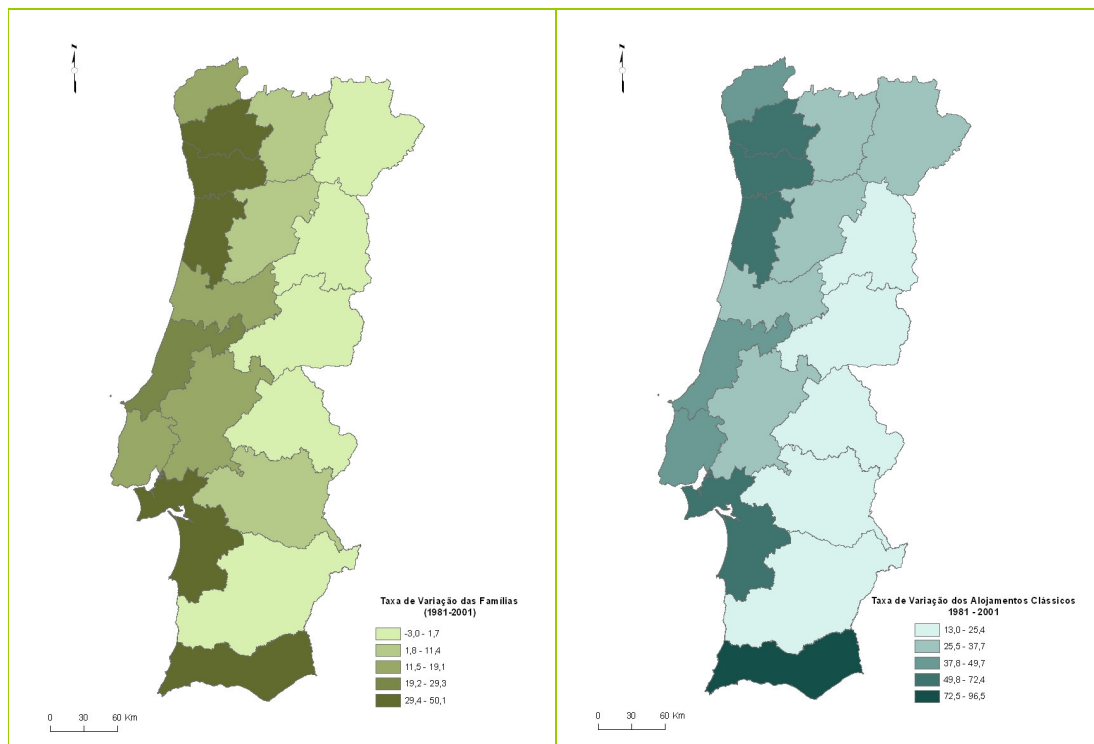 N
Taxa de Variação das Famílias
(1981-2001)
-3,0 - 1,7
1,8 - 11,4
11,5 - 19,1
19,2 - 29,3
29,4 - 50,1
0 30 60 Km
N
Taxa de Variação dos Alojamentos Clássicos
1981 - 2001
13,0 - 25,4
25,5 - 37,7
37,8 - 49,7
49,8 - 72,4
72,5 - 96,5
0 30 60 Km